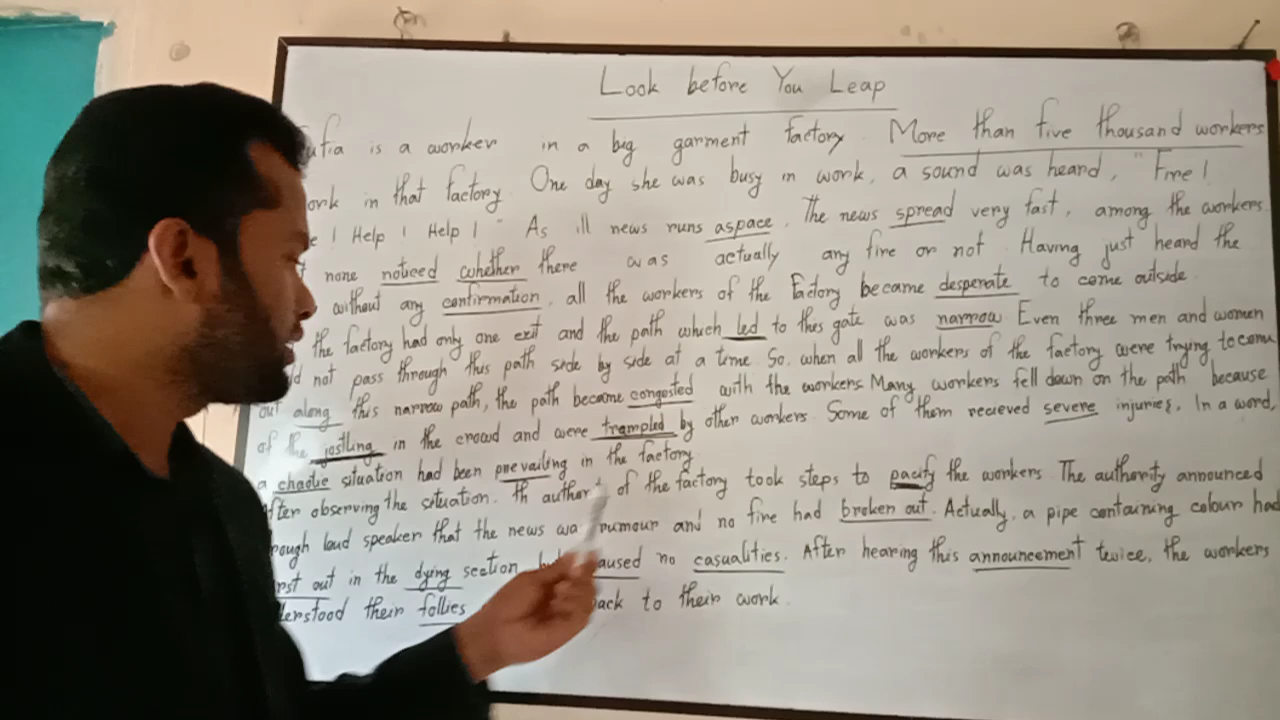 Look before You Leap
ufia is a worker in a big garment factory. More than five thousand workers
ork in that factory. One day she was busy in work, a sound was heard, "Fire!
e! Help! Help!" As ill news runs aspace, The news spread very fast, among the workers.
t none noticed whether there was actually any fire or not. Having just heard the
without any confirmation, all the workers of the factory became desperate to come outside.
the factory had only one exit and the path which led to this gate was narrow. Even three men and women
ld not pass through this path side by side at a time. So, when all the workers of the factory were trying to come
out along this narrow path, the path became congested with the workers. Many workers fell down on the path because
of the jostling in the crowd and were trampled by other workers. Some of them recieved severe injuries. In a word,
a chaotic situation had been prevailing in the factory.
After observing the situation. Th author of the factory took steps to pacify the workers. The authority announced
rough loud speaker that the news wa rumour and no fire had broken out. Actually, a pipe containing colour had
rst out in the dying section but aused no casualities. After hearing this announcement twice, the workers
derstood their follies ack to their work.